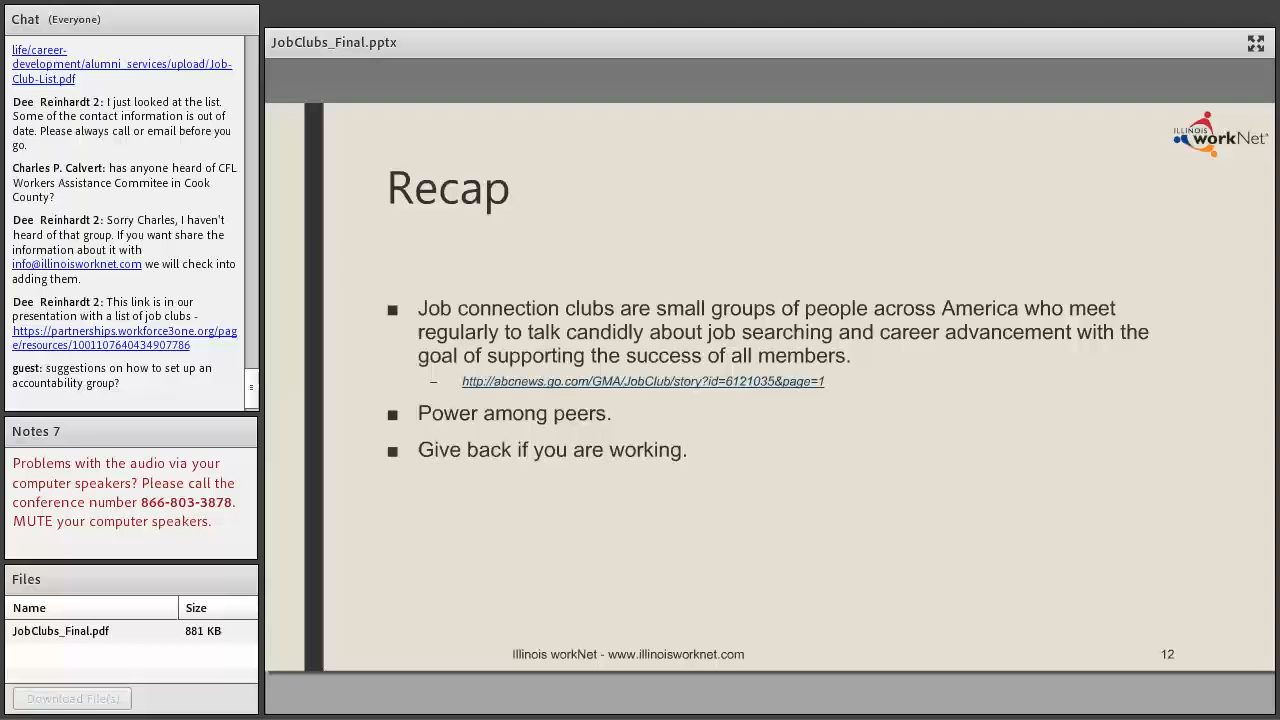 Chat (Everyone)
life/career-
development/alumni_services/upload/Job-
Club-List.pdf
Dee Reinhardt 2: I just looked at the list.
Some of the contact information is out of
date. Please always call or email before you
go.
Charles P. Calvert: has anyone heard of CFL
Workers Assistance Commitee in Cook
County?
Dee Reinhardt 2: Sorry Charles, I haven't
heard of that group. If you want share the
information about it with
info@illinoisworknet.com we will check into
adding them.
Dee Reinhardt 2: This link is in our
presentation with a list of job clubs -
https://partnerships.workforce3one.org/pag
e/resources/1001107640434907786
guest: suggestions on how to set up an
accountability group?
Notes 7
Problems with the audio via your
computer speakers? Please call the
conference number 866-803-3878.
MUTE your computer speakers.
Files
Name Size
JobClubs_Final.pdf 881 KB
Download File(s)
JobClubs_Final.pptx
ILLINOIS
workNet®
Recap
■ Job connection clubs are small groups of people across America who meet
regularly to talk candidly about job searching and career advancement with the
goal of supporting the success of all members.
– http://abcnews.go.com/GMA/JobClub/story?id=6121035&page=1
■ Power among peers.
■ Give back if you are working.
Illinois workNet - www.illinoisworknet.com 12